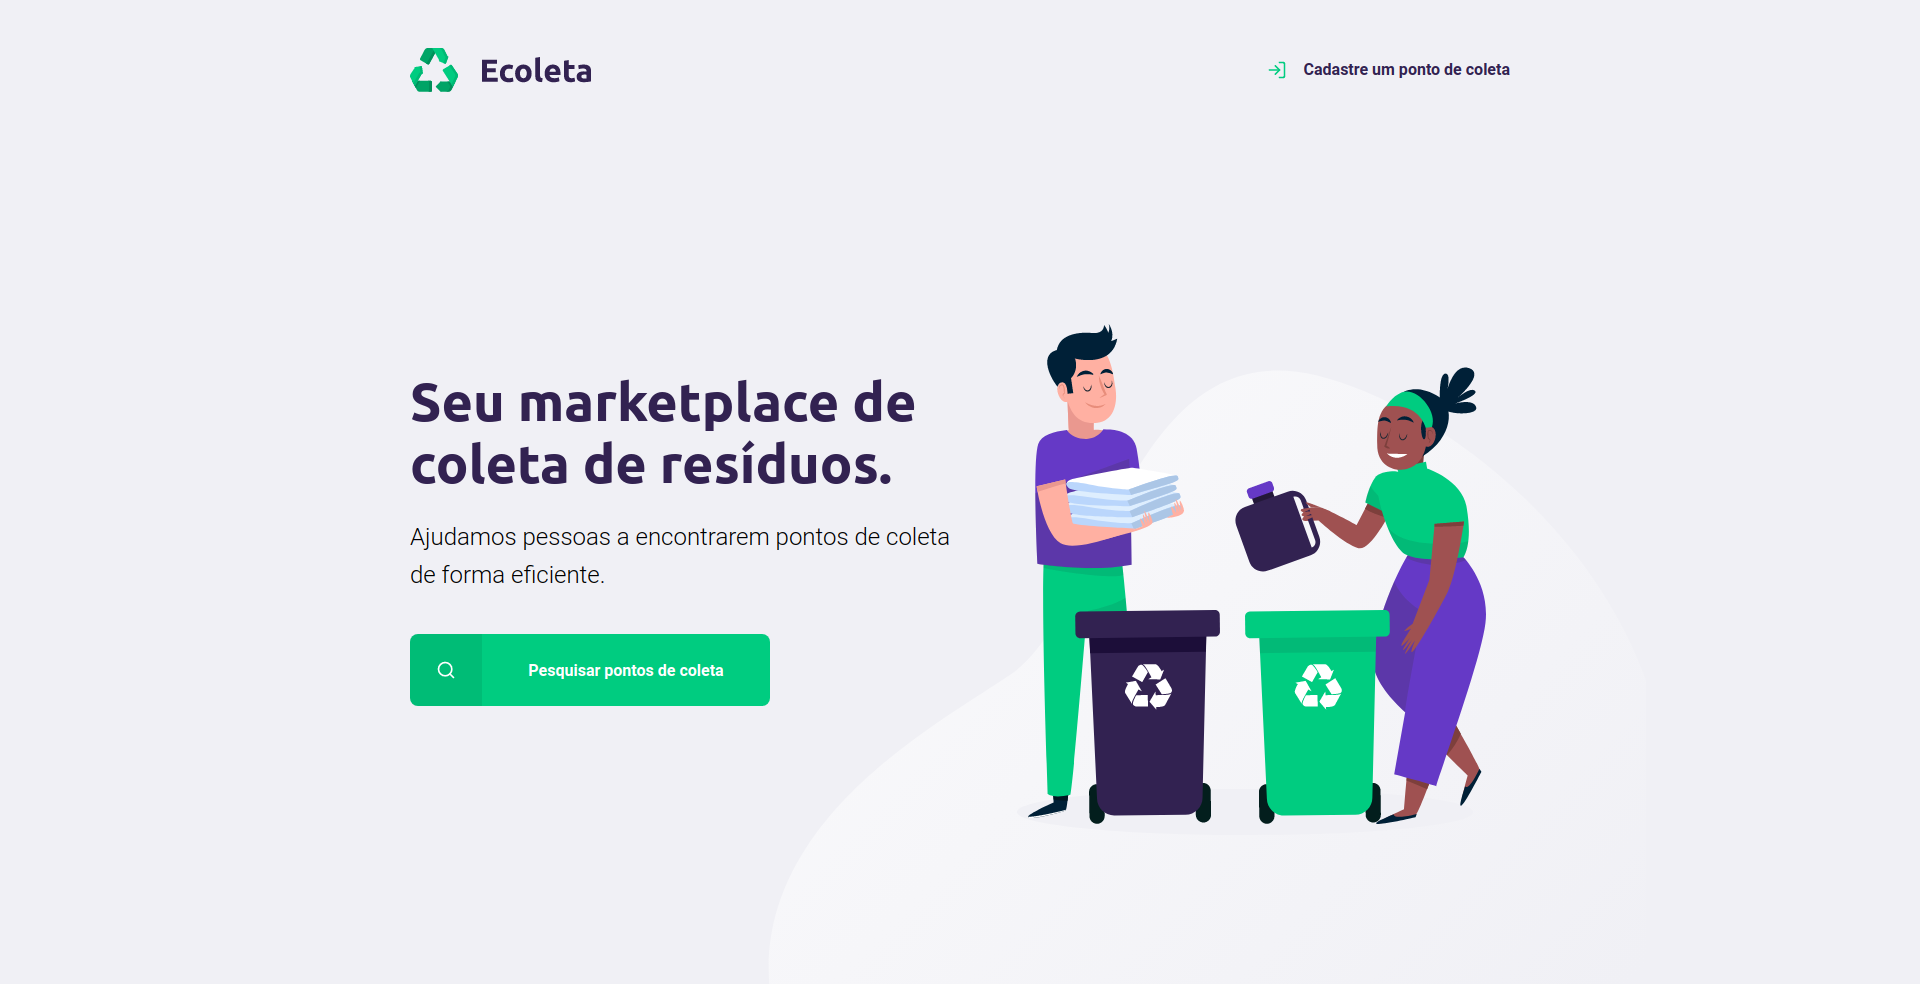 Ecoleta
Cadastre um ponto de coleta
Seu marketplace de
coleta de resíduos.
Ajudamos pessoas a encontrarem pontos de coleta
de forma eficiente.
Pesquisar pontos de coleta